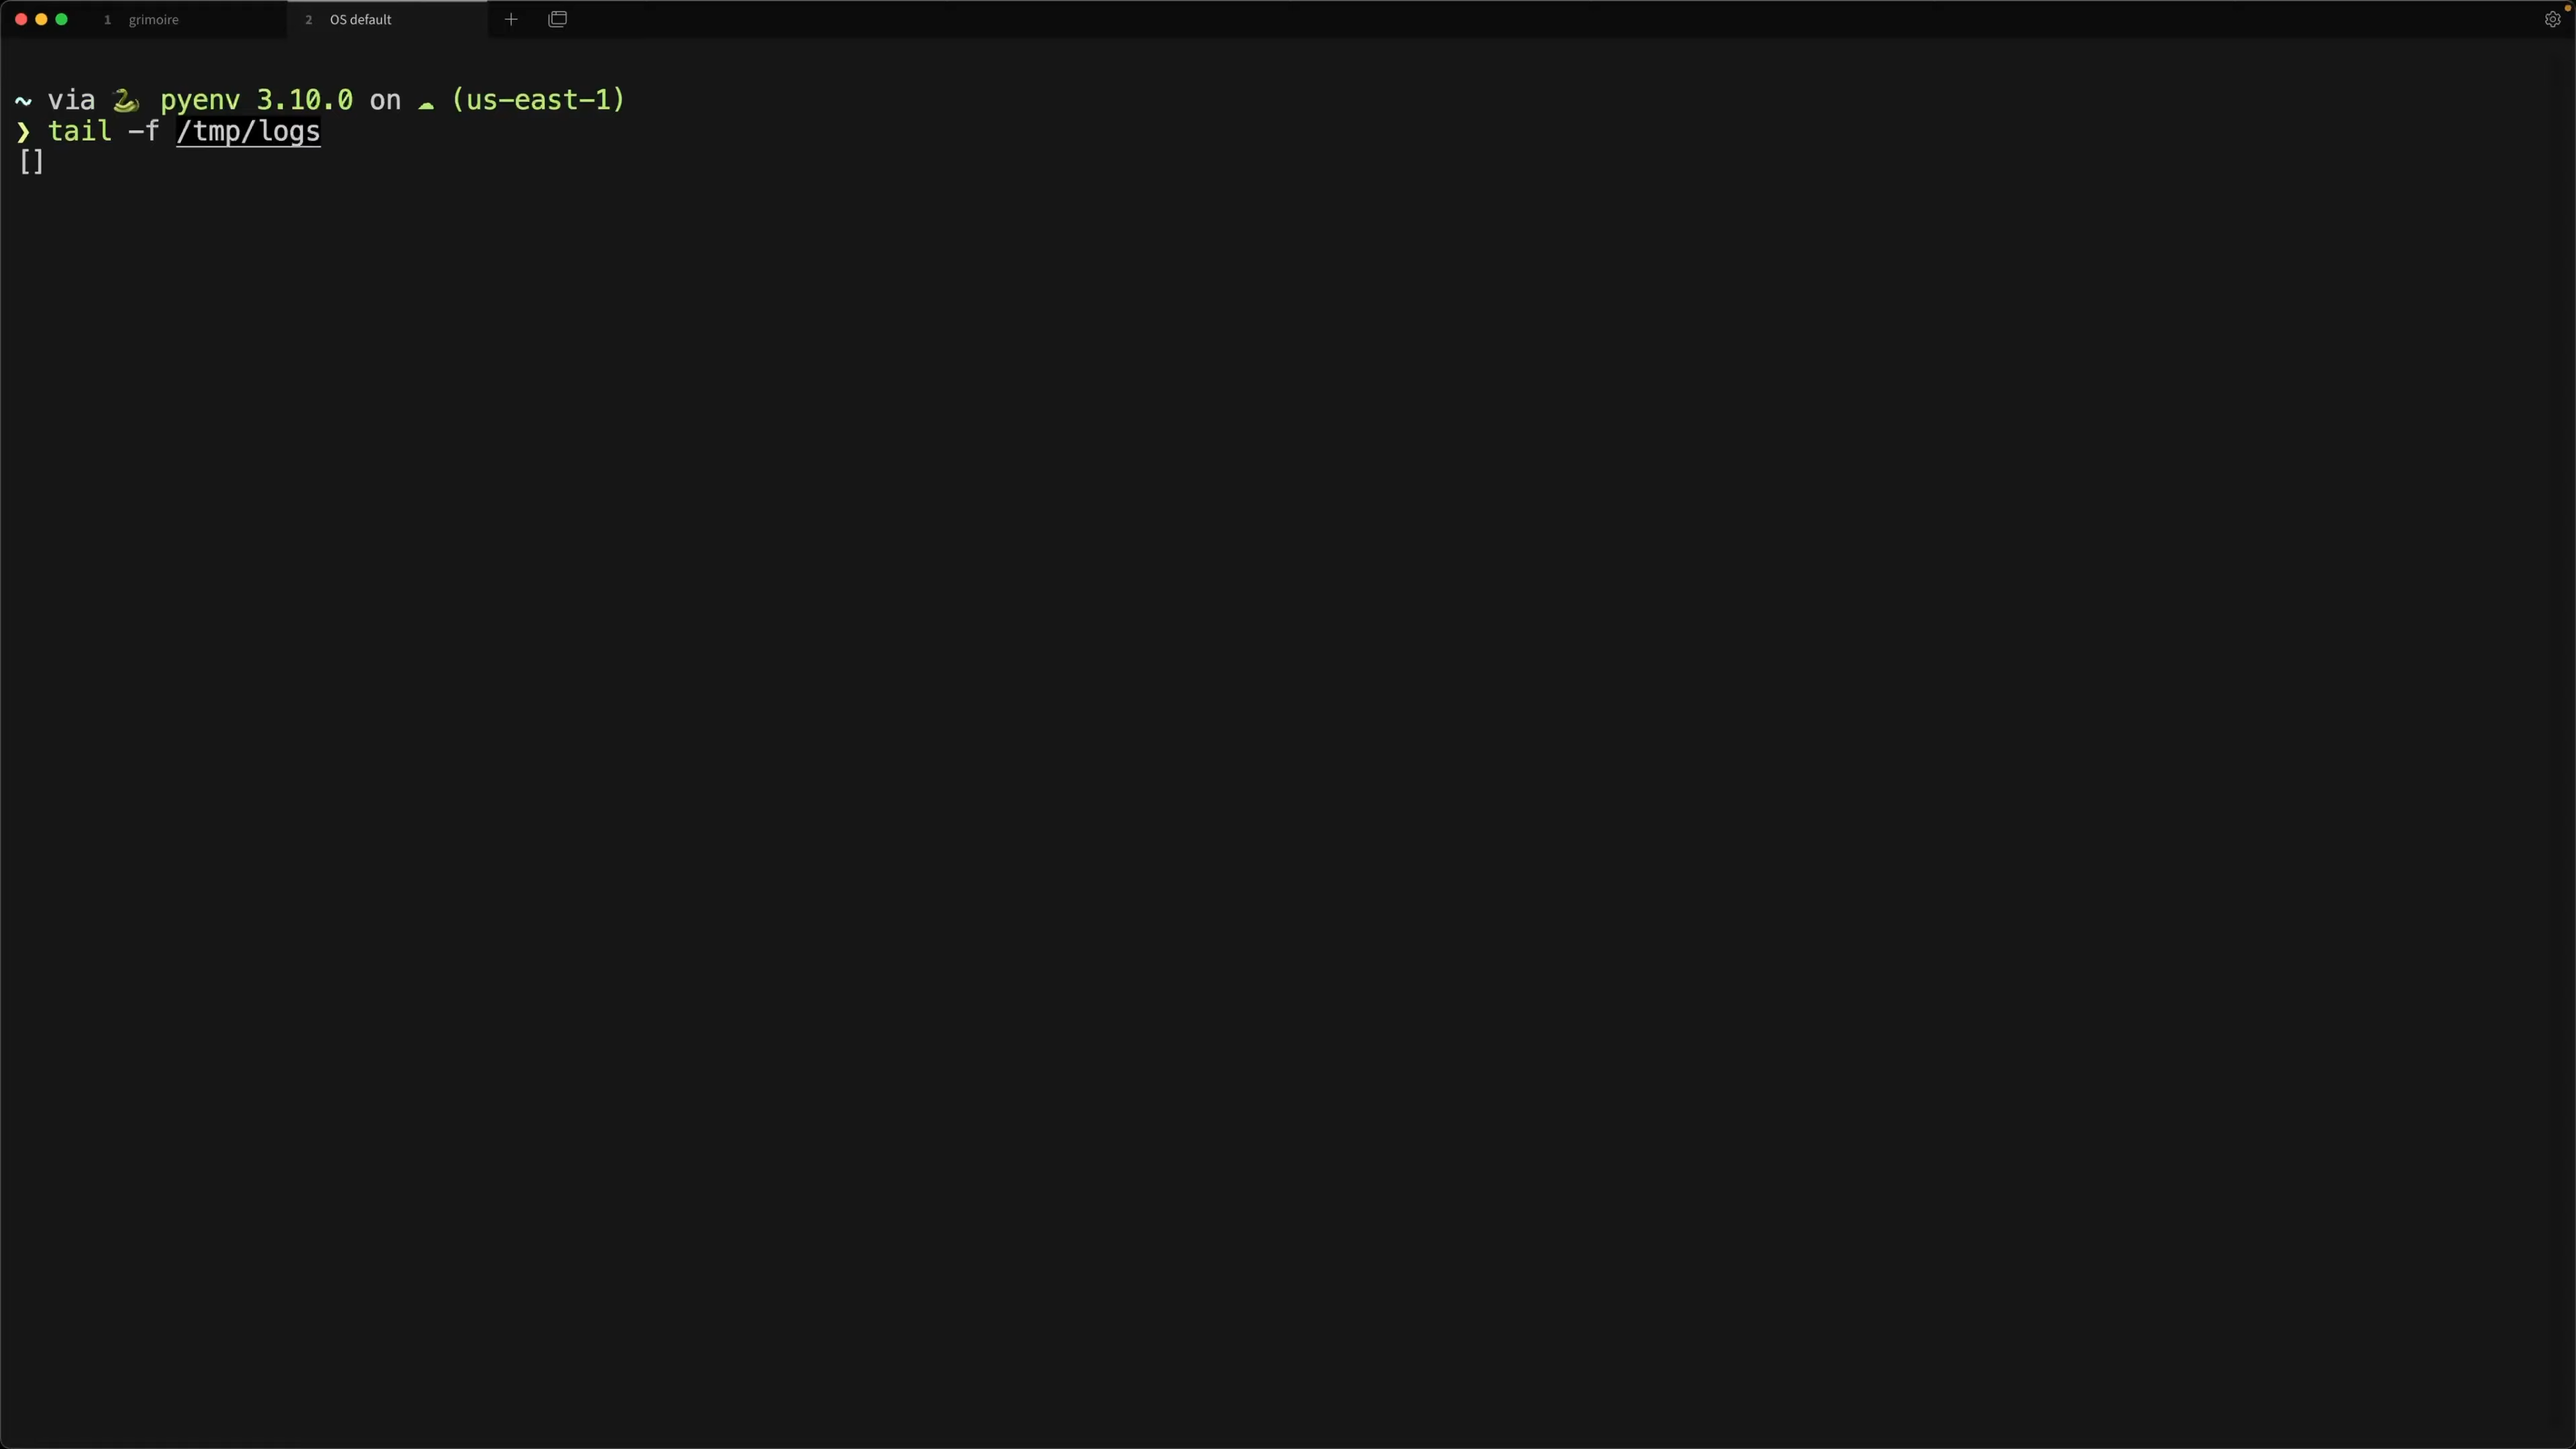 1 grimoire 2 OS default
~ via 🐍 pyenv 3.10.0 on ☁ (us-east-1)
❯ tail -f /tmp/logs
[]